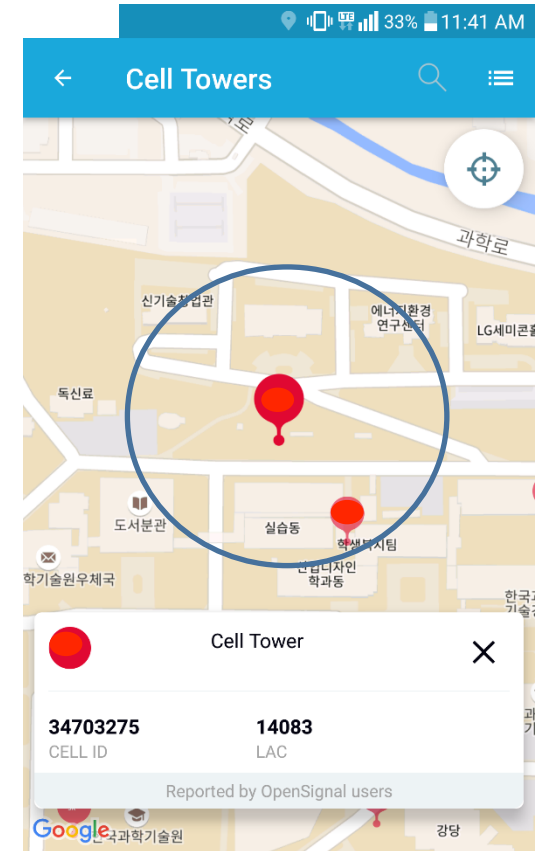 LTE 33% 11:41 AM
Cell Towers
과학로
신기술창업관
에너지환경
연구센터
LG세미콘홀
독신료
도서분관
실습동
학생복지팀
산업디자인
학과동
학기술원우체국
한국과
기술
Cell Tower
34703275
14083
CELL ID
LAC
Reported by OpenSignal users
Google
한국과학기술원
강당